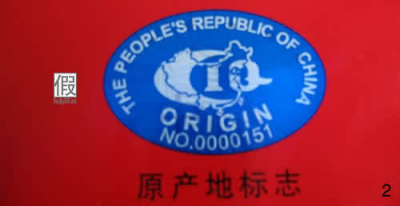 THE PEOPLE'S REPUBLIC OF CHINA
ORIGIN
NO.0000151
原产地标志
假
2